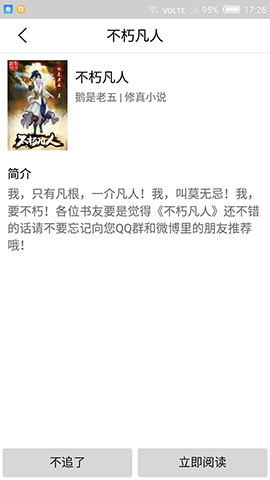 VOLTE 95% 17:26
不朽凡人
不朽凡人
鹅是老五 | 修真小说
不朽凡人
简介
我，只有凡根，一介凡人！我，叫莫无忌！我，
要不朽！各位书友要是觉得《不朽凡人》还不错
的话请不要忘记向您QQ群和微博里的朋友推荐
哦！
不追了 立即阅读